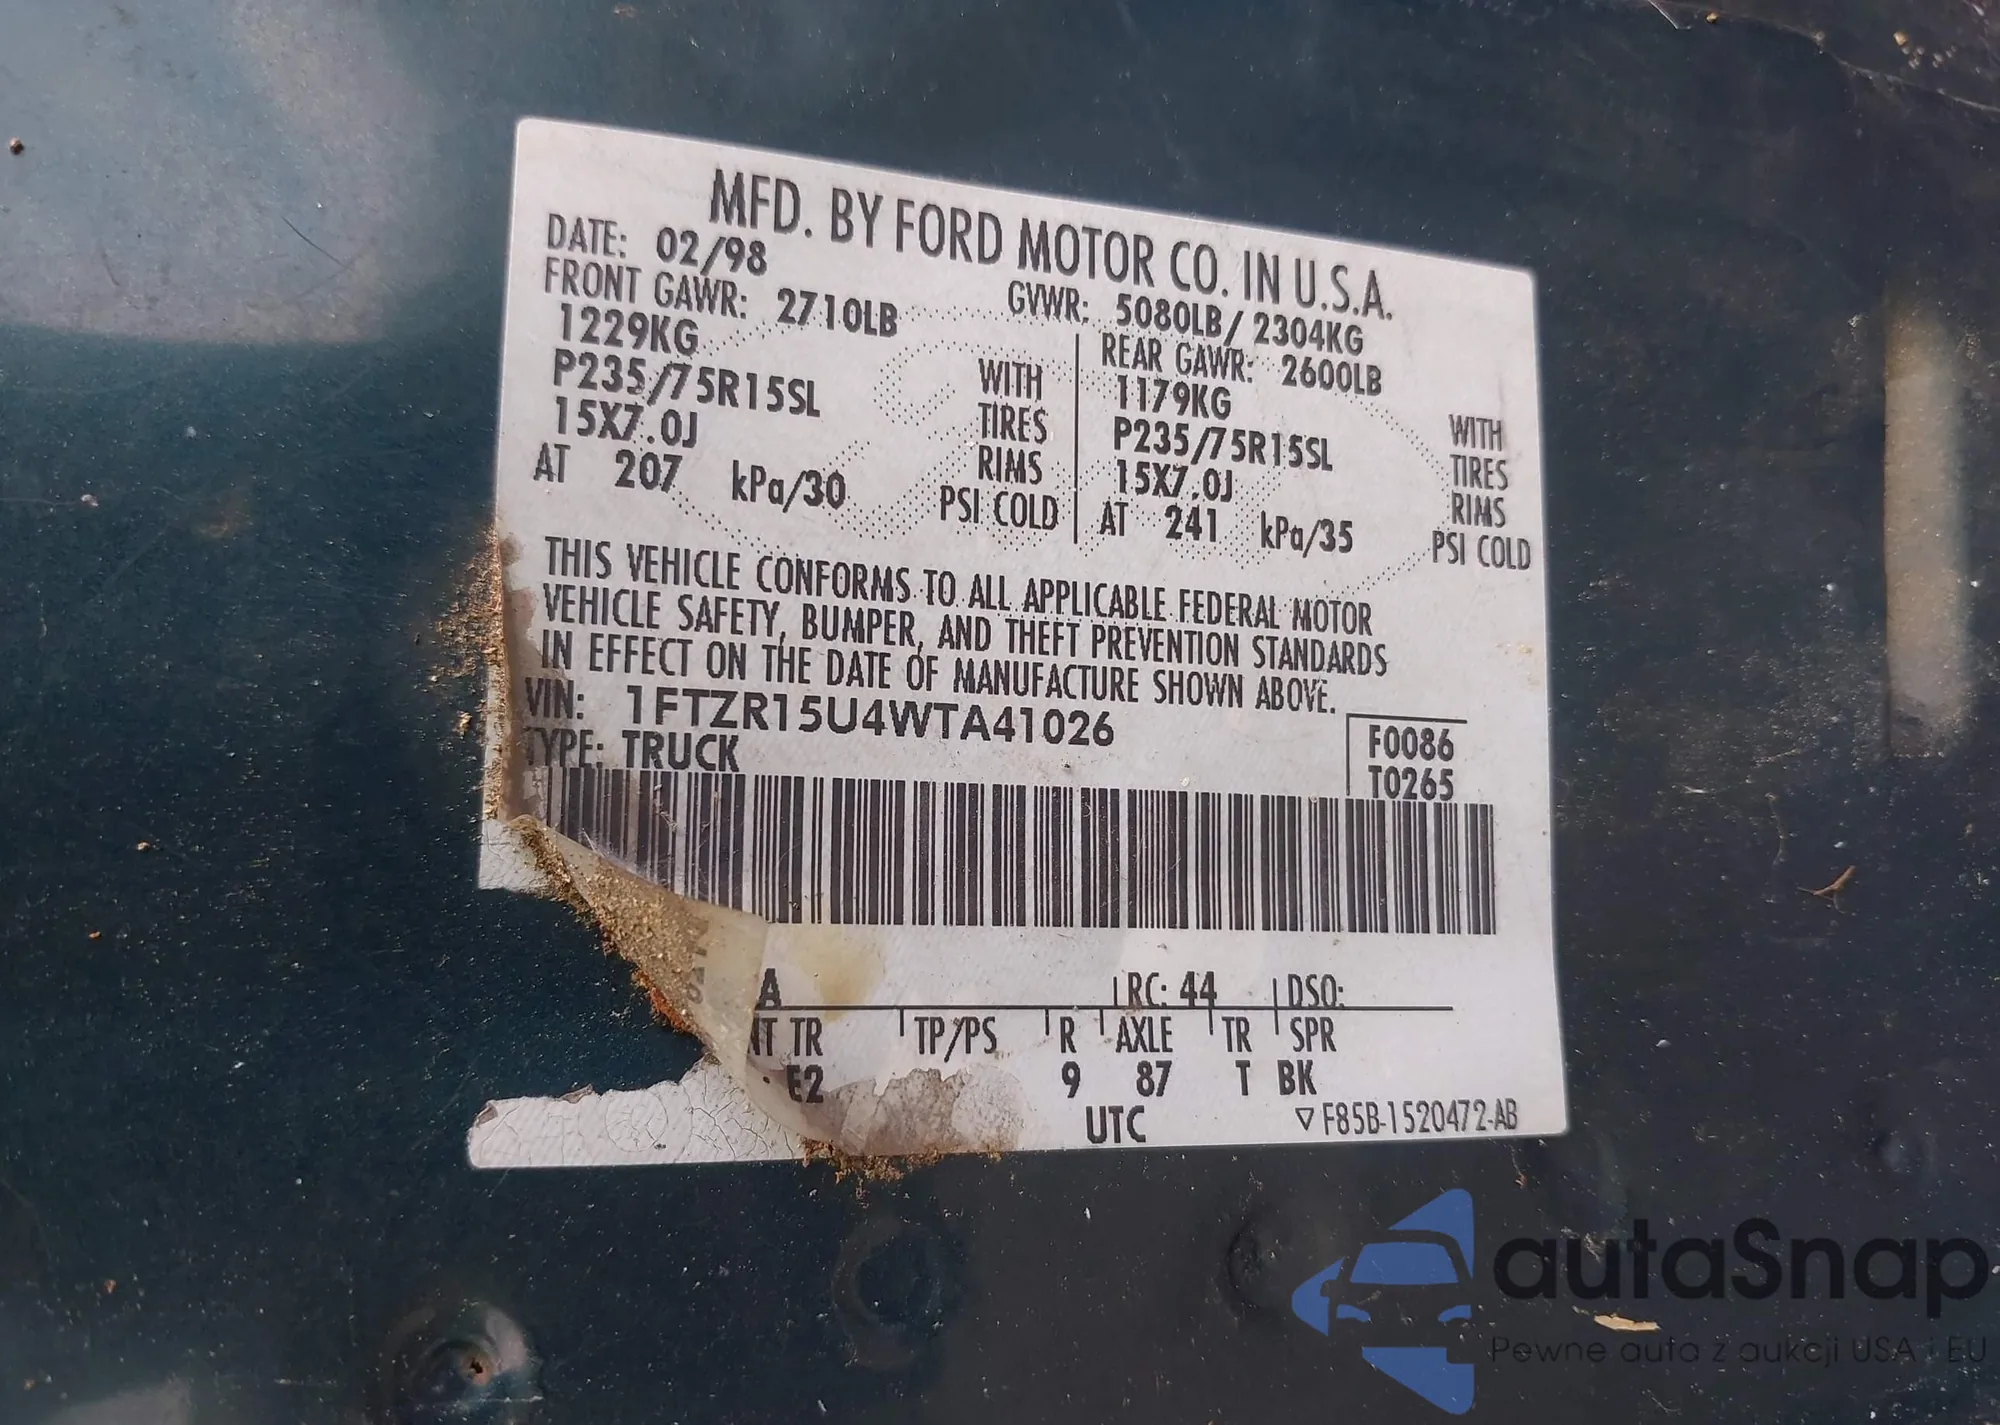 MFD. BY FORD MOTOR CO. IN U.S.A.
DATE: 02/98
GVWR: 5080LB/2304KG
FRONT GAWR: 2710LB
1229KG WITH
P235/75R15SL TIRES
15X7.0J RIMS
AT 207 kPa/30 PSI COLD
REAR GAWR: 2600LB
1179KG WITH
P235/75R15SL TIRES
15X7.0J RIMS
AT 241 kPa/35 PSI COLD
THIS VEHICLE CONFORMS TO ALL APPLICABLE FEDERAL MOTOR
VEHICLE SAFETY, BUMPER, AND THEFT PREVENTION STANDARDS
IN EFFECT ON THE DATE OF MANUFACTURE SHOWN ABOVE.
VIN: 1FTZR15U4WTA41026
TYPE: TRUCK
F0086
T0265
A RC: 44 DSO:
NT TR TP/PS R AXLE TR SPR
E2 9 87 T BK
UTC
F85B-1520472-AB
autaSnap
Pewne auta z aukcji USA i EU